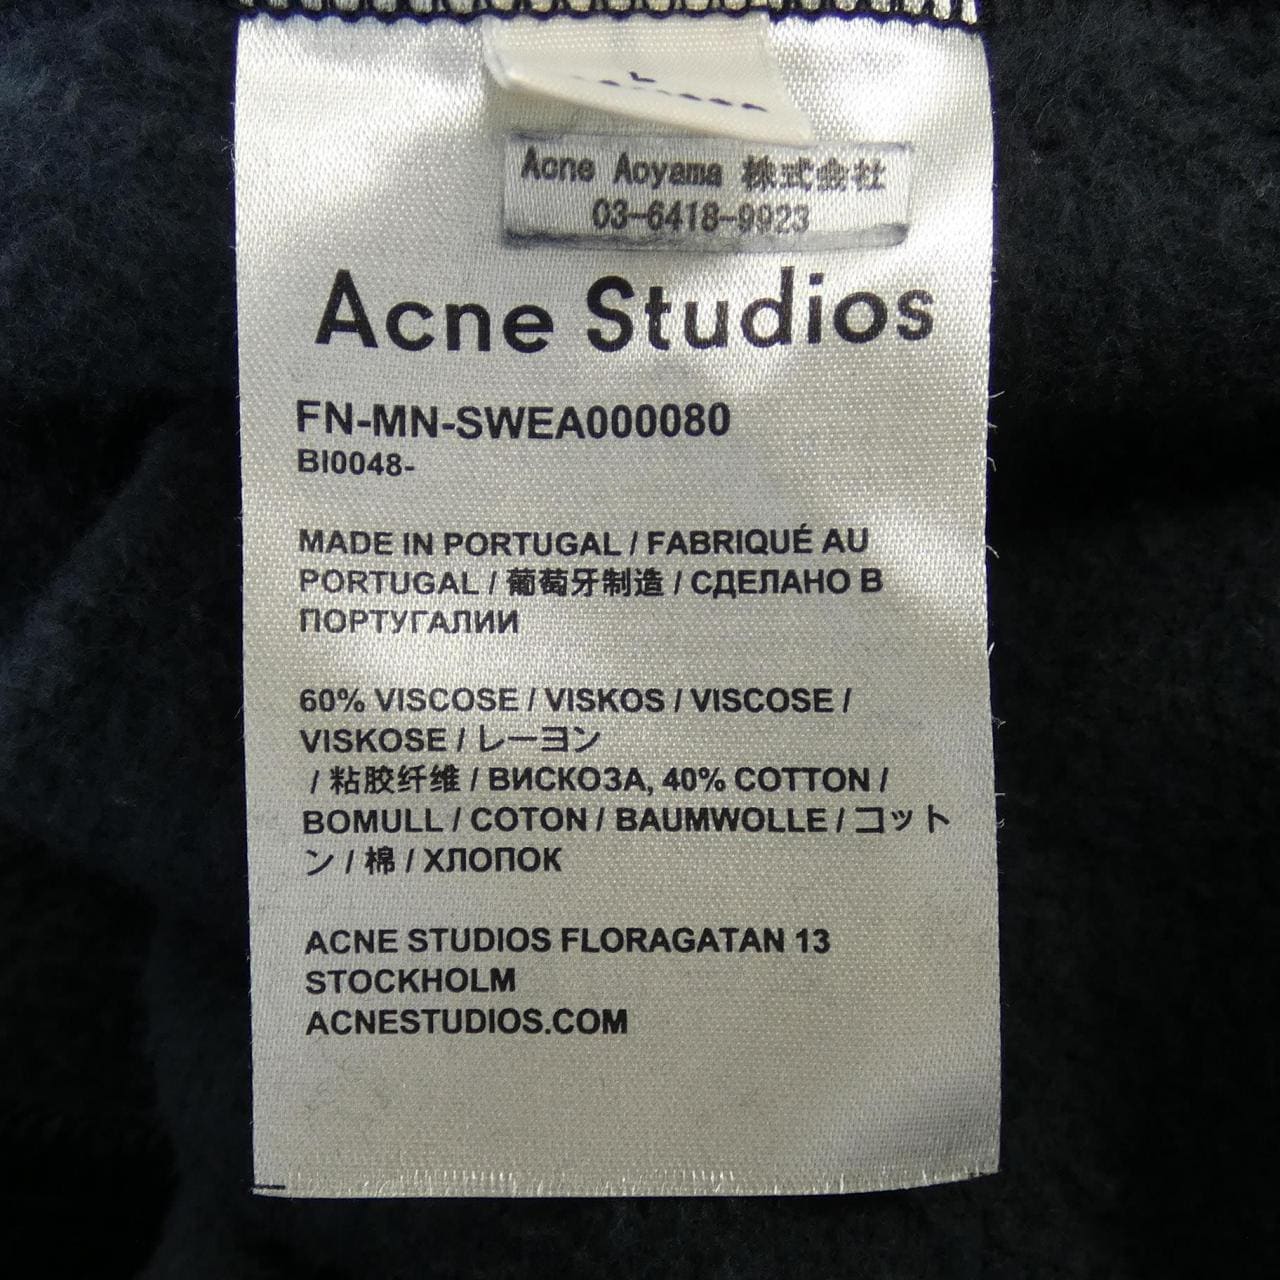 L
Acne Aoyama 株式会社
03-6418-9923
Acne Studios
FN-MN-SWEA000080
BI0048-
MADE IN PORTUGAL / FABRIQUÉ AU
PORTUGAL / 葡萄牙制造 / СДЕЛАНО В
ПОРТУГАЛИИ
60% VISCOSE / VISKOS / VISCOSE /
VISKOSE / レーヨン
/ 粘胶纤维 / ВИСКОЗА, 40% COTTON /
BOMULL / COTON / BAUMWOLLE / コット
ン / 棉 / ХЛОПОК
ACNE STUDIOS FLORAGATAN 13
STOCKHOLM
ACNESTUDIOS.COM